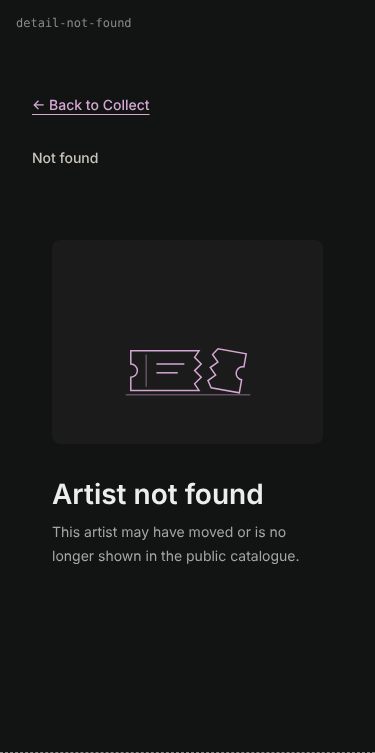 detail-not-found
← Back to Collect
Not found
Artist not found
This artist may have moved or is no
longer shown in the public catalogue.